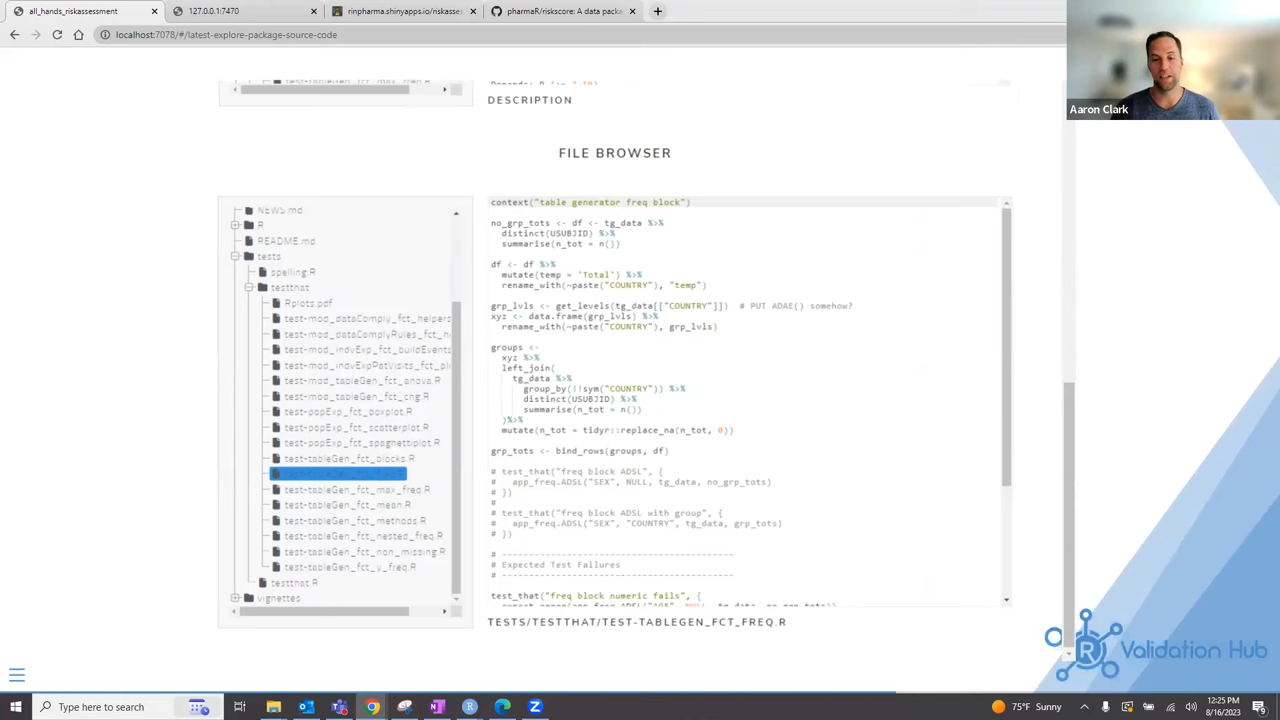 all_hands_riskassessment
127.0.0.1:7470
rinpharma.shinyapps.io/riskasses
pharmaR/riskscore: A data packa
localhost:7078/#/latest-explore-package-source-code
Aaron Clark
DESCRIPTION
FILE BROWSER
NEWS.md
R
README.md
tests
spelling.R
testthat
Rplots.pdf
test-mod_dataComply_fct_helpers
test-mod_dataComplyRules_fct_h
test-mod_indvExp_fct_buildEvents
test-mod_indvExpPatVisits_fct_pl
test-mod_tableGen_fct_anova.R
test-mod_tableGen_fct_cng.R
test-popExp_fct_boxplot.R
test-popExp_fct_scatterplot.R
test-popExp_fct_spaghettiplot.R
test-tableGen_fct_blocks.R
test-tableGen_fct_max_freq.R
test-tableGen_fct_mean.R
test-tableGen_fct_methods.R
test-tableGen_fct_nested_freq.R
test-tableGen_fct_non_missing.R
test-tableGen_fct_y_freq.R
testthat.R
vignettes
context("table generator freq block")
no_grp_tots <- df <- tg_data %>%
distinct(USUBJID) %>%
summarise(n_tot = n())
df <- df %>%
mutate(temp = 'Total') %>%
rename_with(~paste("COUNTRY"), "temp")
grp_lvls <- get_levels(tg_data[["COUNTRY"]]) # PUT ADAE() somehow?
xyz <- data.frame(grp_lvls) %>%
rename_with(~paste("COUNTRY"), grp_lvls)
groups <-
xyz %>%
left_join(
tg_data %>%
group_by(!!sym("COUNTRY")) %>%
distinct(USUBJID) %>%
summarise(n_tot = n())
)%>%
mutate(n_tot = tidyr::replace_na(n_tot, 0))
grp_tots <- bind_rows(groups, df)
# test_that("freq block ADSL", {
# app_freq.ADSL("SEX", NULL, tg_data, no_grp_tots)
# })
#
# test_that("freq block ADSL with group", {
# app_freq.ADSL("SEX", "COUNTRY", tg_data, grp_tots)
# })
# -------------------------------------------
# Expected Test Failures
# -------------------------------------------
test_that("freq block numeric fails", {
TESTS/TESTTHAT/TEST-TABLEGEN_FCT_FREQ.R
R Validation Hub
Type here to search
75°F Sunny
12:25 PM
8/16/2023